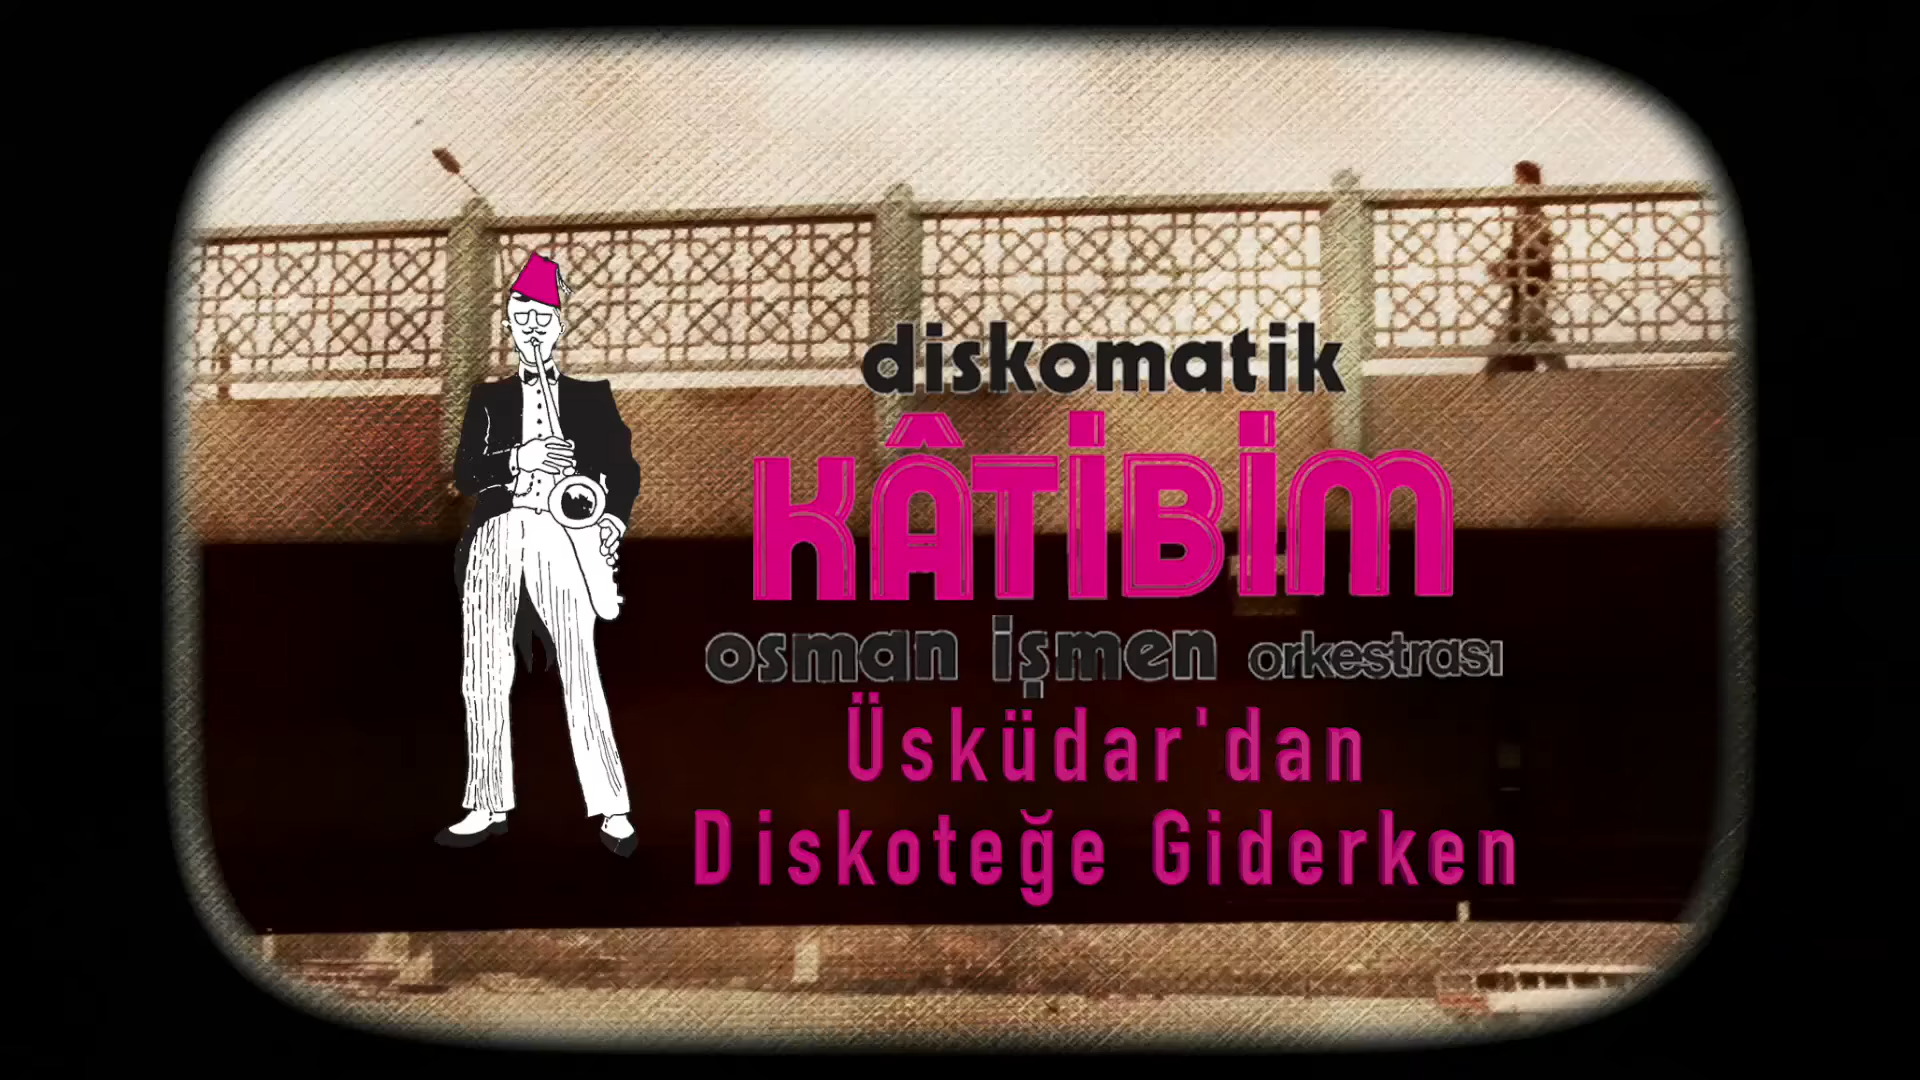 diskomatik
KÂTİBİM
osman işmen orkestrası
Üsküdar'dan
Diskoteğe Giderken